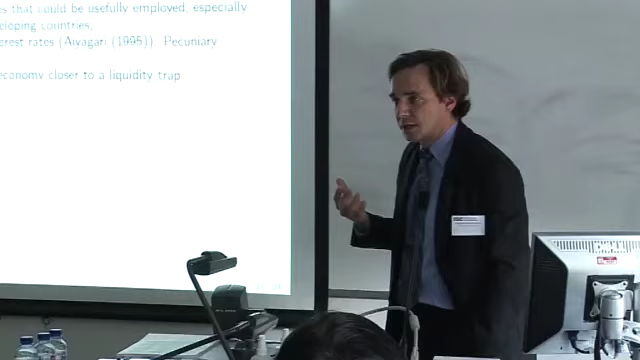 es that could be usefully employed, especially
eloping countries,
erest rates (Aiyagari (1995)) Pecuniary
economy closer to a liquidity trap